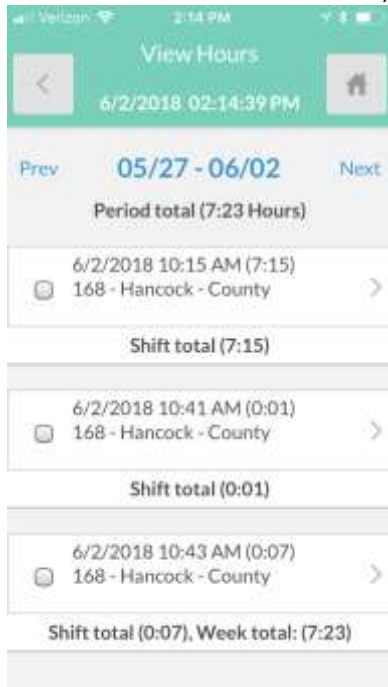 Verizon 2:14 PM
View Hours
6/2/2018 02:14:39 PM
Prev 05/27 - 06/02 Next
Period total (7:23 Hours)
6/2/2018 10:15 AM (7:15)
168 - Hancock - County
Shift total (7:15)
6/2/2018 10:41 AM (0:01)
168 - Hancock - County
Shift total (0:01)
6/2/2018 10:43 AM (0:07)
168 - Hancock - County
Shift total (0:07), Week total: (7:23)